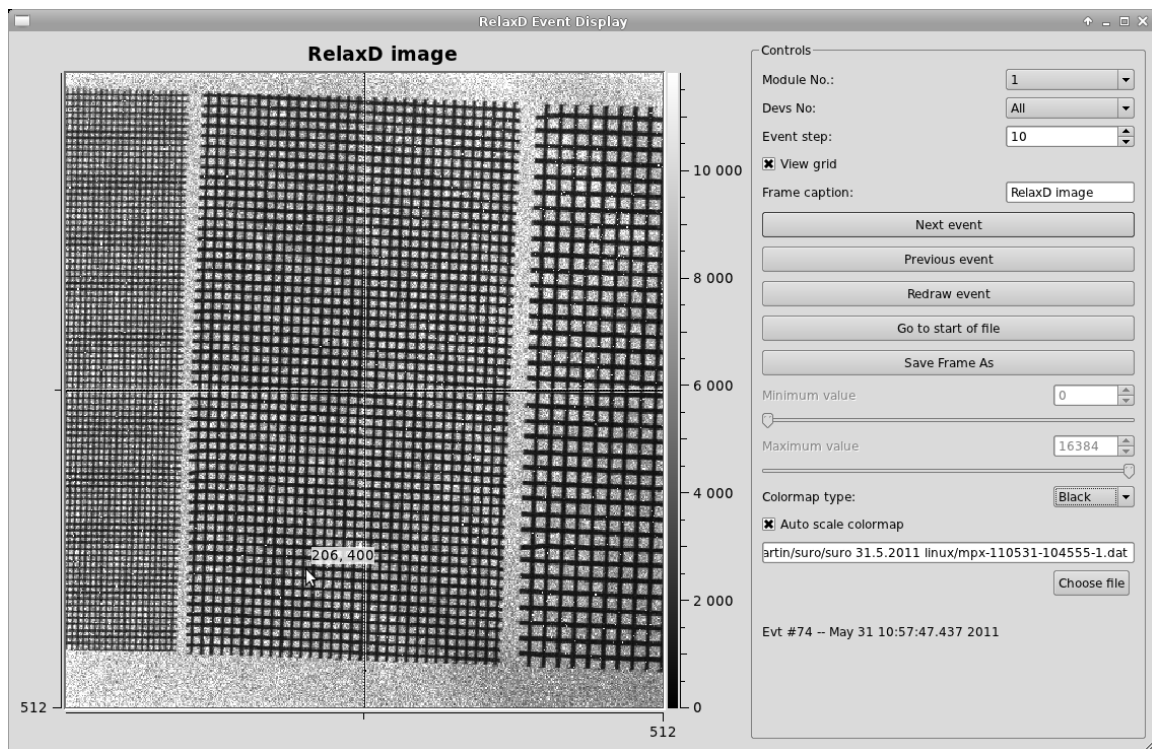 RelaxD Event Display
RelaxD image
10 000
8 000
6 000
4 000
2 000
0
512
512
206, 400
Controls
Module No.: 1
Devs No: All
Event step: 10
View grid
Frame caption: RelaxD image
Next event
Previous event
Redraw event
Go to start of file
Save Frame As
Minimum value 0
Maximum value 16384
Colormap type: Black
Auto scale colormap
artin/suro/suro 31.5.2011 linux/mpx-110531-104555-1.dat
Choose file
Evt #74 -- May 31 10:57:47.437 2011